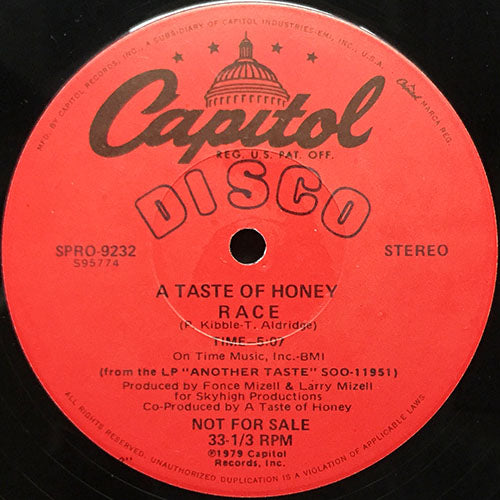 MFD. BY CAPITOL RECORDS, INC., A SUBSIDIARY OF CAPITOL INDUSTRIES-EMI, INC., U.S.A.
Capitol MARCA REG.
Capitol
REG. U.S. PAT. OFF.
DISCO
SPRO-9232
S95774
STEREO
A TASTE OF HONEY
RACE
(P. Kibble-T. Aldridge)
TIME-5:07
On Time Music, Inc.-BMI
(from the LP "ANOTHER TASTE" SOO-11951)
Produced by Fonce Mizell & Larry Mizell
for Skyhigh Productions
Co-Produced by A Taste of Honey
NOT FOR SALE
33-1/3 RPM
℗1979 Capitol
Records, Inc.
ALL RIGHTS RESERVED. UNAUTHORIZED DUPLICATION IS A VIOLATION OF APPLICABLE LAWS.